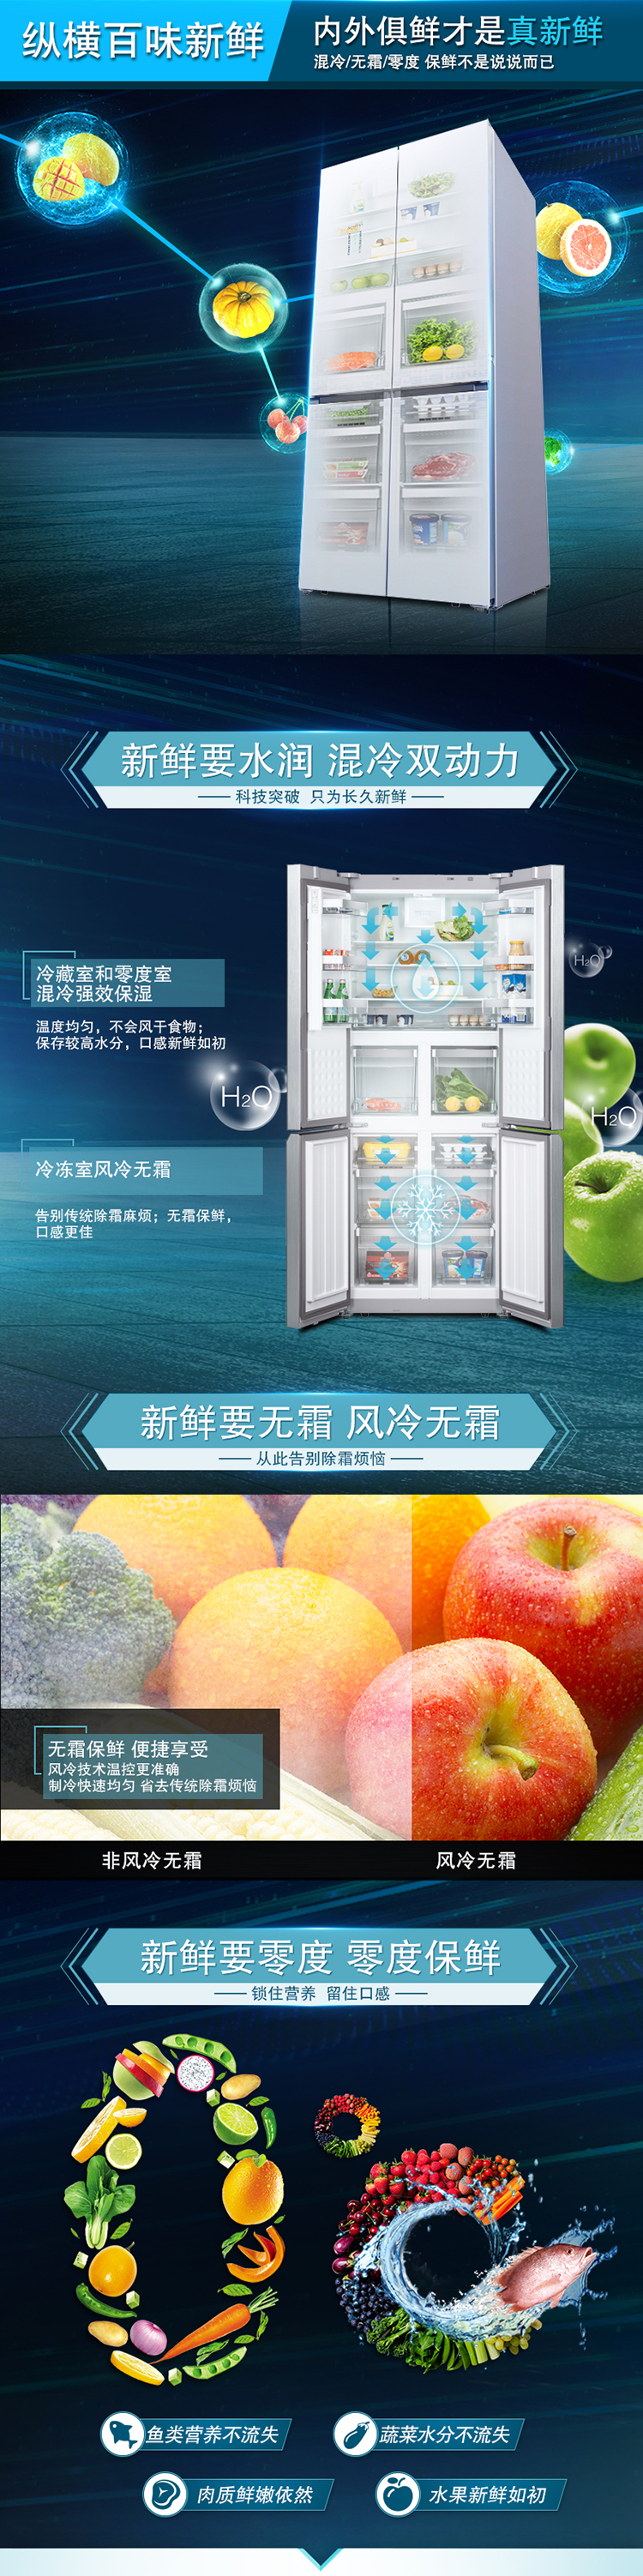 纵横百味新鲜
内外俱鲜才是真新鲜
混冷/无霜/零度 保鲜不是说说而已
新鲜要水润 混冷双动力
科技突破 只为长久新鲜
冷藏室和零度室
混冷强效保湿
温度均匀，不会风干食物；
保存较高水分，口感新鲜如初
H₂O
H₂O
H₂O
冷冻室风冷无霜
告别传统除霜麻烦；无霜保鲜，
口感更佳
新鲜要无霜 风冷无霜
从此告别除霜烦恼
无霜保鲜 便捷享受
风冷技术温控更准确
制冷快速均匀 省去传统除霜烦恼
非风冷无霜
风冷无霜
新鲜要零度 零度保鲜
锁住营养 留住口感
鱼类营养不流失
蔬菜水分不流失
肉质鲜嫩依然
水果新鲜如初